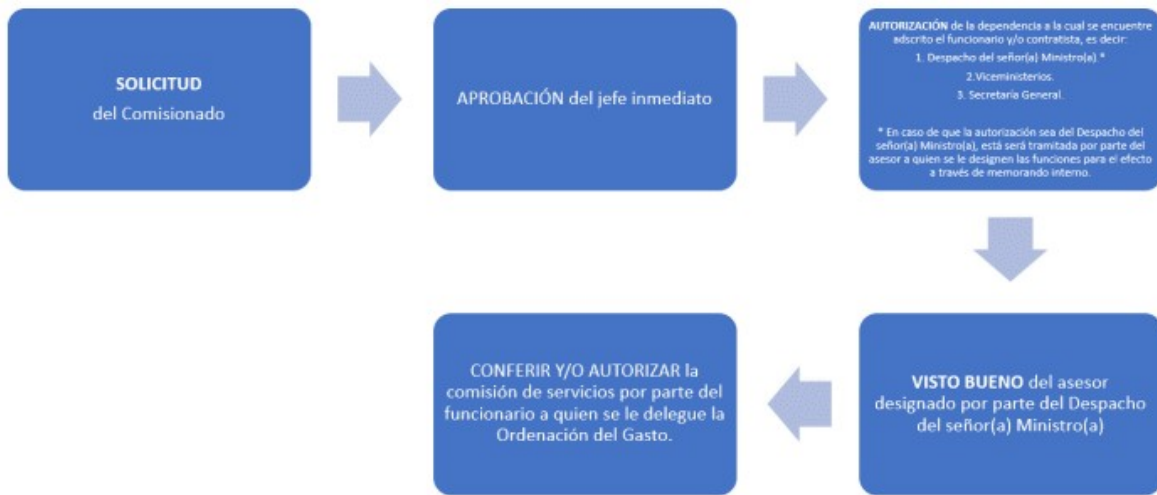 SOLICITUD
del Comisionado
APROBACIÓN del jefe inmediato
AUTORIZACIÓN de la dependencia a la cual se encuentre
adscrito el funcionario y/o contratista, es decir:
1. Despacho del señor(a) Ministro(a).*
2.Viceministerios.
3. Secretaría General.
* En caso de que la autorización sea del Despacho del
señor(a) Ministro(a), está será tramitada por parte del
asesor a quien se le designen las funciones para el efecto
a través de memorando interno.
VISTO BUENO del asesor
designado por parte del Despacho
del señor(a) Ministro(a)
CONFERIR Y/O AUTORIZAR la
comisión de servicios por parte del
funcionario a quien se le delegue la
Ordenación del Gasto.